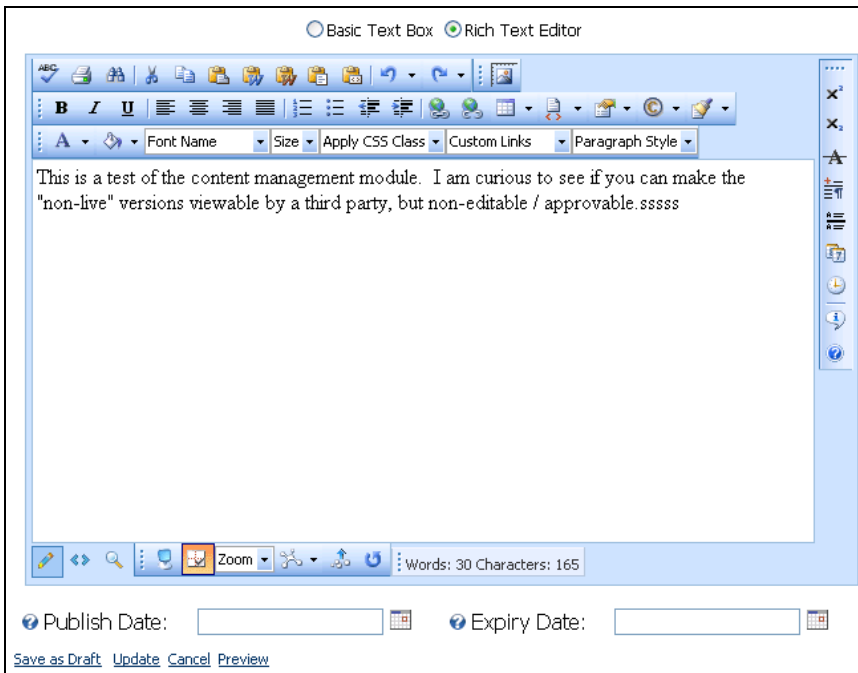 Basic Text Box Rich Text Editor
ABC
B I U
A Font Name Size Apply CSS Class Custom Links Paragraph Style
x²
x₂
A
This is a test of the content management module.  I am curious to see if you can make the
"non-live" versions viewable by a third party, but non-editable / approvable.sssss
Zoom Words: 30 Characters: 165
Publish Date: Expiry Date:
Save as Draft Update Cancel Preview